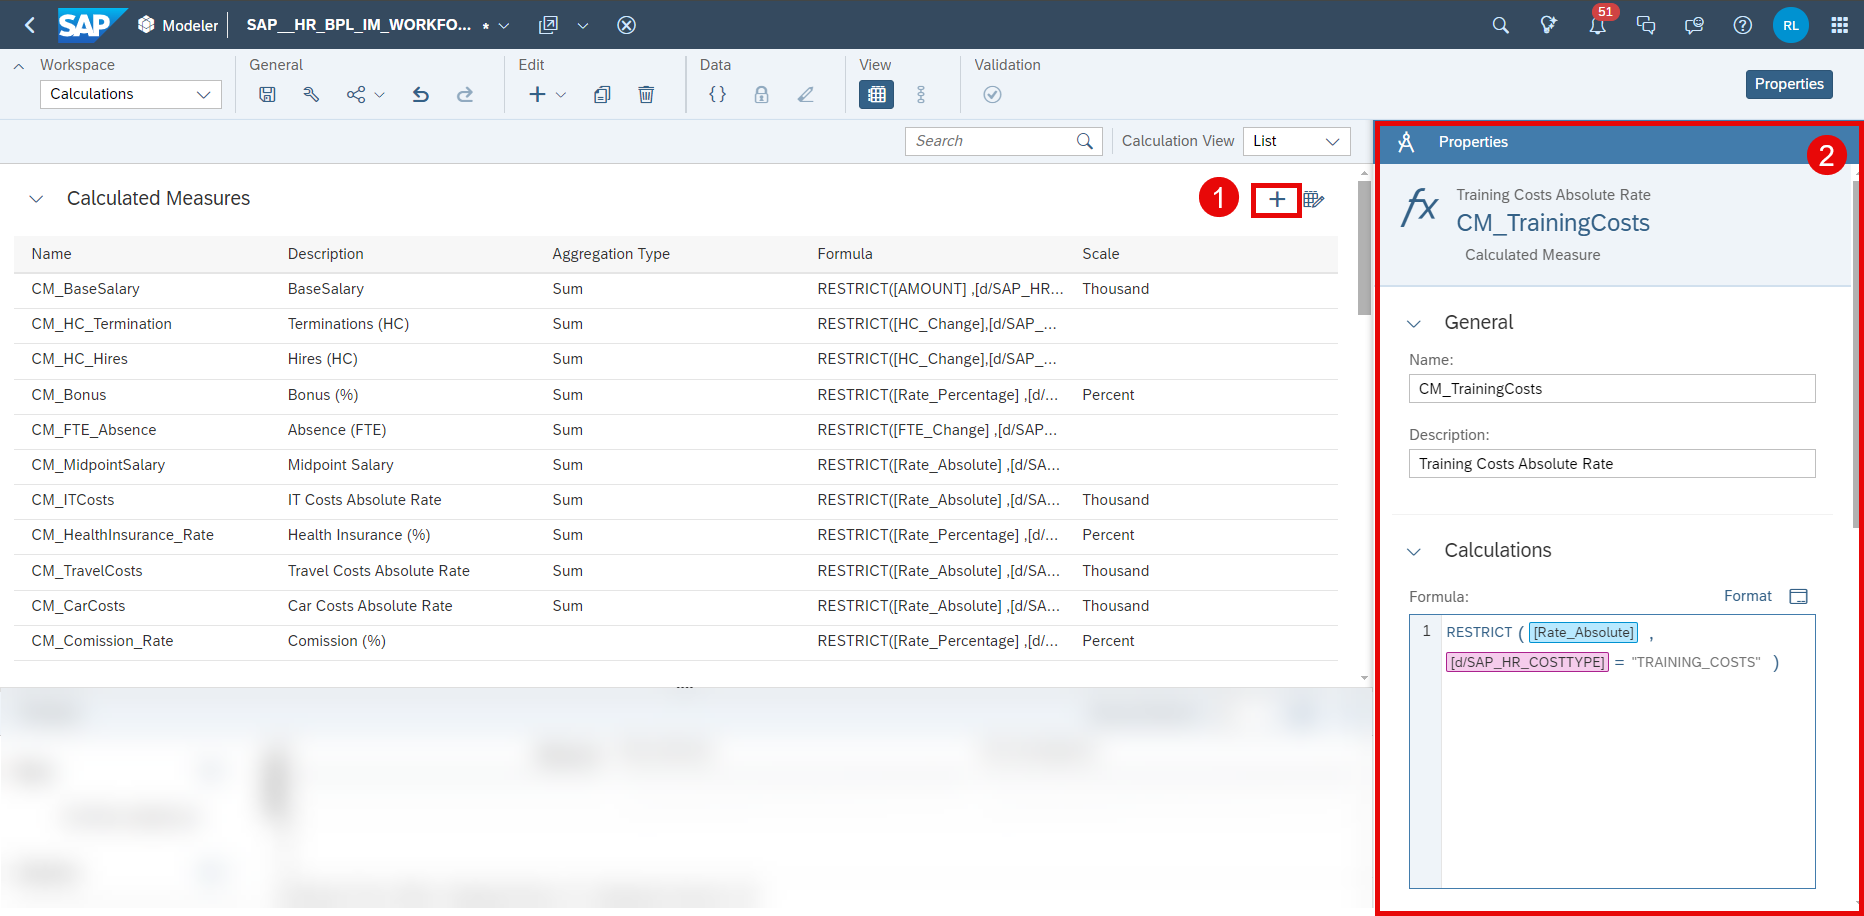 SAP Modeler SAP__HR_BPL_IM_WORKFO... * 51 RL
Workspace General Edit Data View Validation
Calculations Properties
Search Calculation View List
Properties
2
Calculated Measures 1
Training Costs Absolute Rate
CM_TrainingCosts
Calculated Measure
Name Description Aggregation Type Formula Scale
CM_BaseSalary BaseSalary Sum RESTRICT([AMOUNT] ,[d/SAP_HR... Thousand
CM_HC_Termination Terminations (HC) Sum RESTRICT([HC_Change],[d/SAP_...
CM_HC_Hires Hires (HC) Sum RESTRICT([HC_Change],[d/SAP_...
CM_Bonus Bonus (%) Sum RESTRICT([Rate_Percentage] ,[d/... Percent
CM_FTE_Absence Absence (FTE) Sum RESTRICT([FTE_Change] ,[d/SAP...
CM_MidpointSalary Midpoint Salary Sum RESTRICT([Rate_Absolute] ,[d/SA...
CM_ITCosts IT Costs Absolute Rate Sum RESTRICT([Rate_Absolute] ,[d/SA... Thousand
CM_HealthInsurance_Rate Health Insurance (%) Sum RESTRICT([Rate_Percentage] ,[d/... Percent
CM_TravelCosts Travel Costs Absolute Rate Sum RESTRICT([Rate_Absolute] ,[d/SA... Thousand
CM_CarCosts Car Costs Absolute Rate Sum RESTRICT([Rate_Absolute] ,[d/SA... Thousand
CM_Comission_Rate Comission (%) RESTRICT([Rate_Percentage] ,[d/... Percent
General
Name:
CM_TrainingCosts
Description:
Training Costs Absolute Rate
Calculations
Formula: Format
1 RESTRICT ( [Rate_Absolute] ,
[d/SAP_HR_COSTTYPE] = "TRAINING_COSTS" )